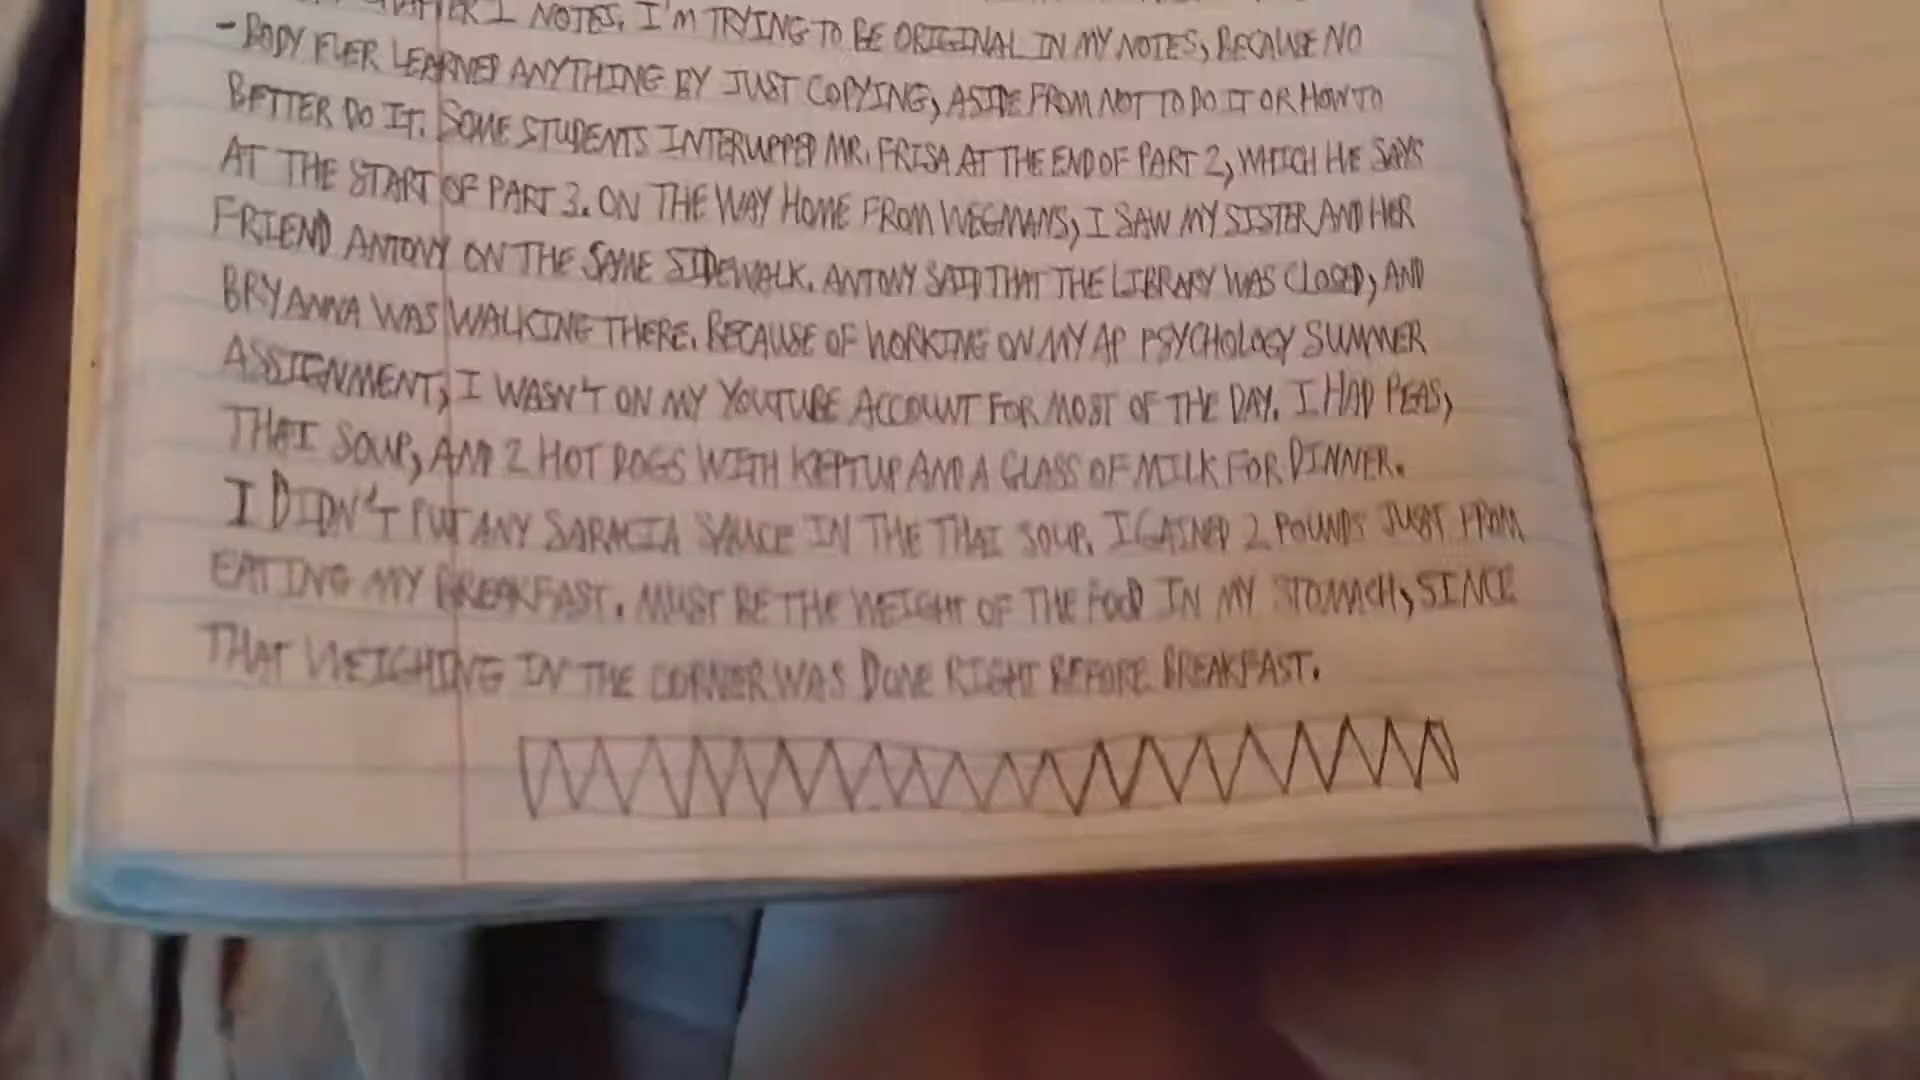 CHAPTER 1 NOTES. I'M TRYING TO BE ORIGINAL IN MY NOTES, BECAUSE NO
-BODY EVER LEARNED ANYTHING BY JUST COPYING, ASIDE FROM NOT TO DO IT OR HOW TO
BETTER DO IT. SOME STUDENTS INTERUPPED MR. FRISA AT THE END OF PART 2, WHICH HE SAYS
AT THE START OF PART 3. ON THE WAY HOME FROM WEGMANS, I SAW MY SISTER AND HER
FRIEND ANTONY ON THE SAME SIDEWALK. ANTONY SAID THAT THE LIBRARY WAS CLOSED, AND
BRYANNA WAS WALKING THERE. BECAUSE OF WORKING ON MY AP PSYCHOLOGY SUMMER
ASSIGNMENT, I WASN'T ON MY YOUTUBE ACCOUNT FOR MOST OF THE DAY. I HAD PEAS,
THAI SOUP, AND 2 HOT DOGS WITH KEPTUP AND A GLASS OF MILK FOR DINNER.
I DIDN'T PUT ANY SARACIA SAUCE IN THE THAI SOUP. I GAINED 2 POUNDS JUST FROM
EATING MY BREAKFAST. MUST BE THE WEIGHT OF THE FOOD IN MY STOMACH, SINCE
THAT WEIGHING IN THE CORNER WAS DONE RIGHT BEFORE BREAKFAST.